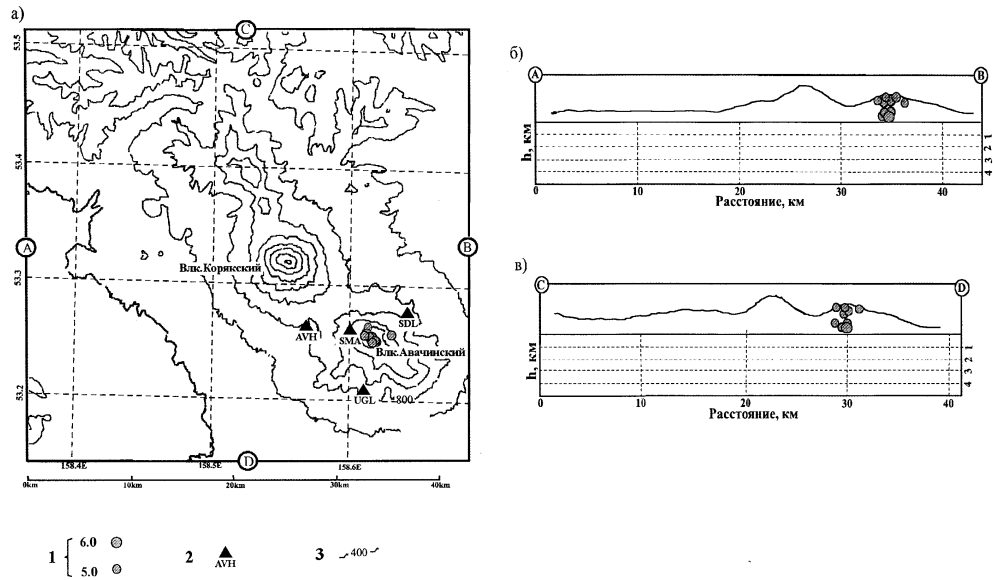 а)
C
53.5
53.4
53.3
53.2
A
B
Влк.Корякский
SDL
AVH
SMA
Влк.Авачинский
UGL
800
D
158.4E
158.5E
158.6E
0km
10km
20km
30km
40km
1
6.0
5.0
2
AVH
3
400
б)
A
B
h, км
1
2
3
4
0
10
20
30
40
Расстояние, км
в)
C
D
h, км
1
2
3
4
0
10
20
30
40
Расстояние, км